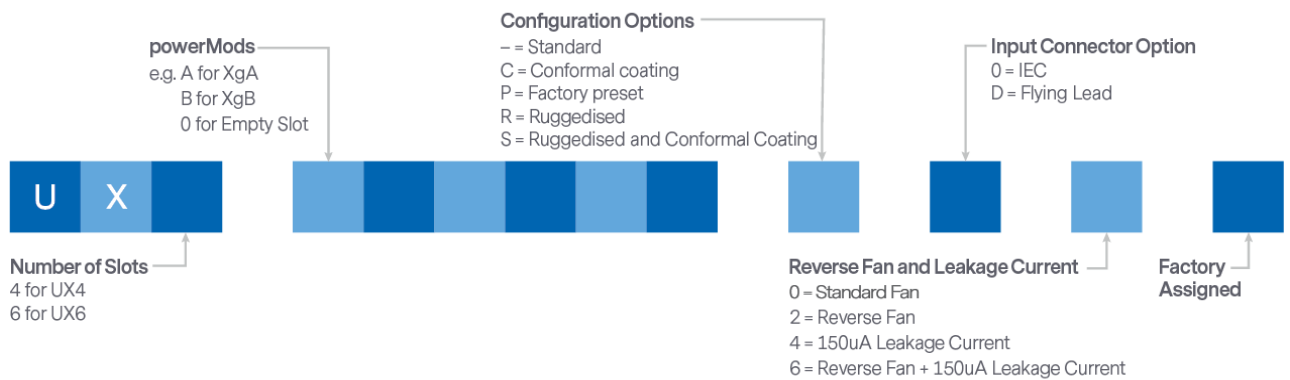 Configuration Options
– = Standard
C = Conformal coating
P = Factory preset
R = Ruggedised
S = Ruggedised and Conformal Coating
powerMods
e.g. A for XgA
B for XgB
0 for Empty Slot
Input Connector Option
0 = IEC
D = Flying Lead
U X
Number of Slots
4 for UX4
6 for UX6
Reverse Fan and Leakage Current
0 = Standard Fan
2 = Reverse Fan
4 = 150uA Leakage Current
6 = Reverse Fan + 150uA Leakage Current
Factory
Assigned